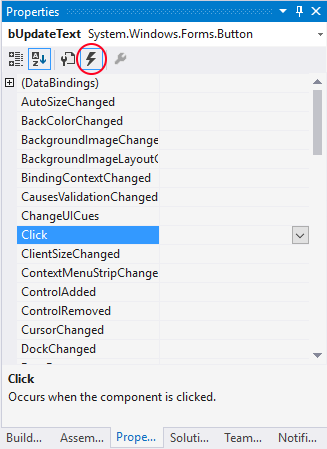 Properties
bUpdateText System.Windows.Forms.Button
(DataBindings)
AutoSizeChanged
BackColorChanged
BackgroundImageChange
BackgroundImageLayoutC
BindingContextChanged
CausesValidationChanged
ChangeUICues
Click
ClientSizeChanged
ContextMenuStripChange
ControlAdded
ControlRemoved
CursorChanged
DockChanged
Click
Occurs when the component is clicked.
Build... Assem... Prope... Soluti... Team... Notifi...